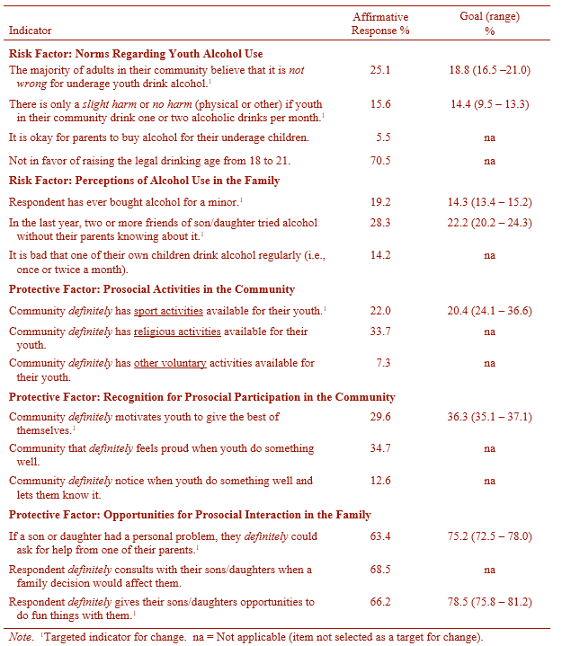 Indicator Affirmative Response % Goal (range) %
Risk Factor: Norms Regarding Youth Alcohol Use
The majority of adults in their community believe that it is not 25.1 18.8 (16.5 –21.0)
wrong for underage youth drink alcohol.¹
There is only a slight harm or no harm (physical or other) if youth 15.6 14.4 (9.5 – 13.3)
in their community drink one or two alcoholic drinks per month.¹
It is okay for parents to buy alcohol for their underage children. 5.5 na
Not in favor of raising the legal drinking age from 18 to 21. 70.5 na
Risk Factor: Perceptions of Alcohol Use in the Family
Respondent has ever bought alcohol for a minor.¹ 19.2 14.3 (13.4 – 15.2)
In the last year, two or more friends of son/daughter tried alcohol 28.3 22.2 (20.2 – 24.3)
without their parents knowing about it.¹
It is bad that one of their own children drink alcohol regularly (i.e., 14.2 na
once or twice a month).
Protective Factor: Prosocial Activities in the Community
Community definitely has sport activities available for their youth.¹ 22.0 20.4 (24.1 – 36.6)
Community definitely has religious activities available for their 33.7 na
youth.
Community definitely has other voluntary activities available for 7.3 na
their youth.
Protective Factor: Recognition for Prosocial Participation in the Community
Community definitely motivates youth to give the best of 29.6 36.3 (35.1 – 37.1)
themselves.¹
Community that definitely feels proud when youth do something 34.7 na
well.
Community definitely notice when youth do something well and 12.6 na
lets them know it.
Protective Factor: Opportunities for Prosocial Interaction in the Family
If a son or daughter had a personal problem, they definitely could 63.4 75.2 (72.5 – 78.0)
ask for help from one of their parents.¹
Respondent definitely consults with their sons/daughters when a 68.5 na
family decision would affect them.
Respondent definitely gives their sons/daughters opportunities to 66.2 78.5 (75.8 – 81.2)
do fun things with them.¹
Note. ¹Targeted indicator for change. na = Not applicable (item not selected as a target for change).